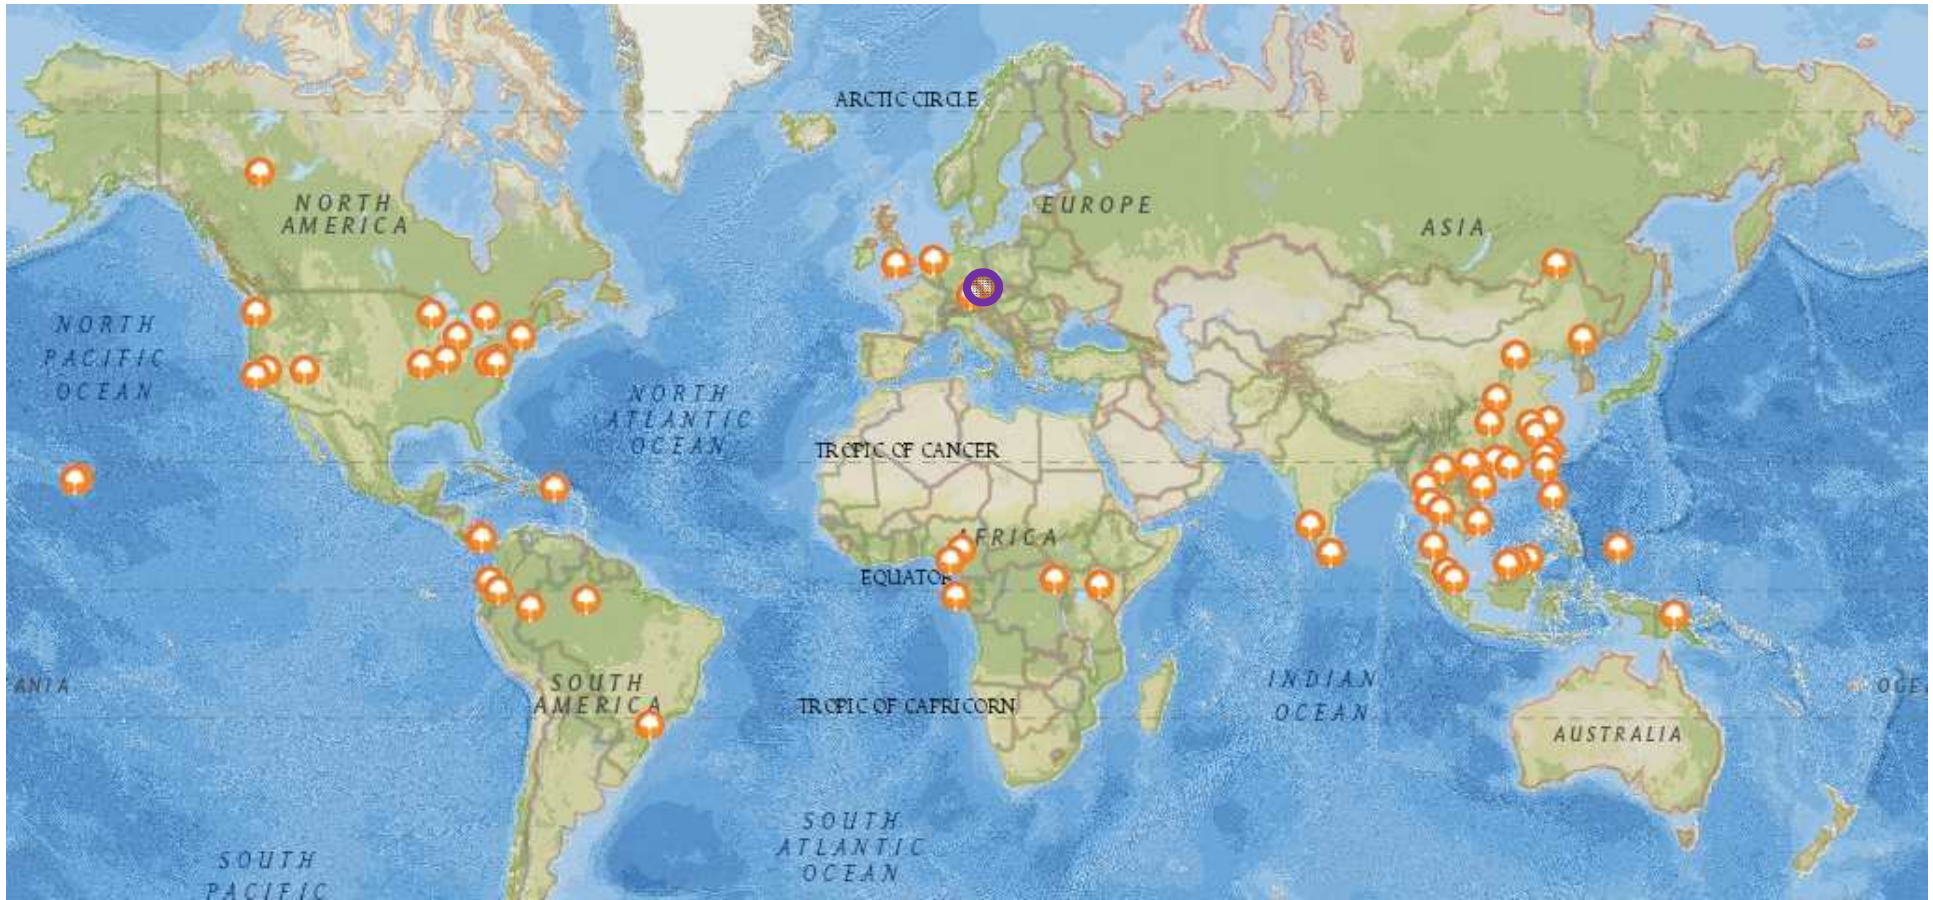 ARCTIC CIRCLE
NORTH
AMERICA
EUROPE
ASIA
NORTH
PACIFIC
OCEAN
NORTH
ATLANTIC
OCEAN
TROPIC OF CANCER
AFRICA
EQUATOR
SOUTH
AMERICA
TROPIC OF CAPRICORN
INDIAN
OCEAN
ANIA
AUSTRALIA
SOUTH
ATLANTIC
OCEAN
SOUTH
PACIFIC